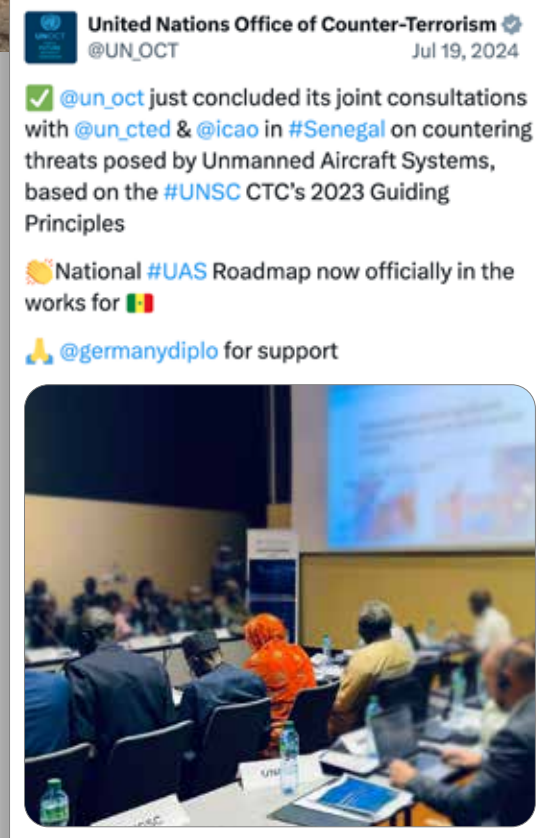 United Nations Office of Counter-Terrorism
@UN_OCT Jul 19, 2024
✅ @un_oct just concluded its joint consultations
with @un_cted & @icao in #Senegal on countering
threats posed by Unmanned Aircraft Systems,
based on the #UNSC CTC's 2023 Guiding
Principles
👏National #UAS Roadmap now officially in the
works for 🇸🇳
🙏 @germanydiplo for support